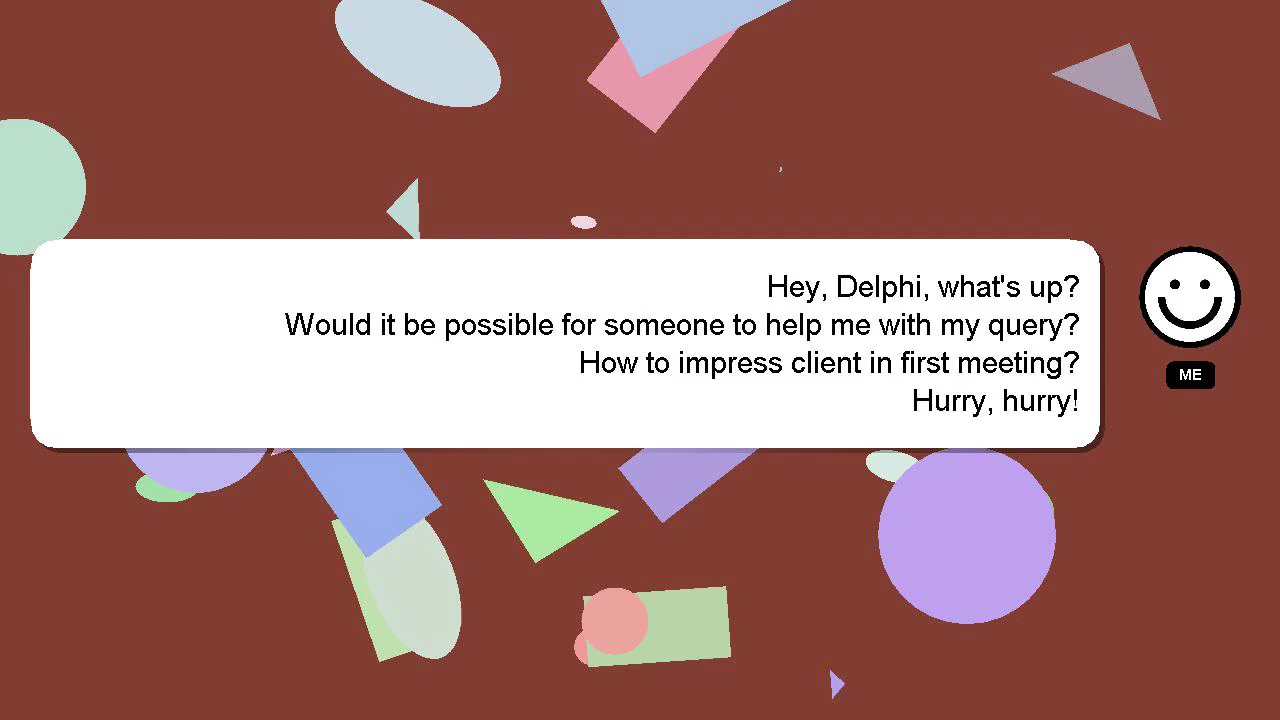 Hey, Delphi, what's up?
Would it be possible for someone to help me with my query?
How to impress client in first meeting?
Hurry, hurry!
ME